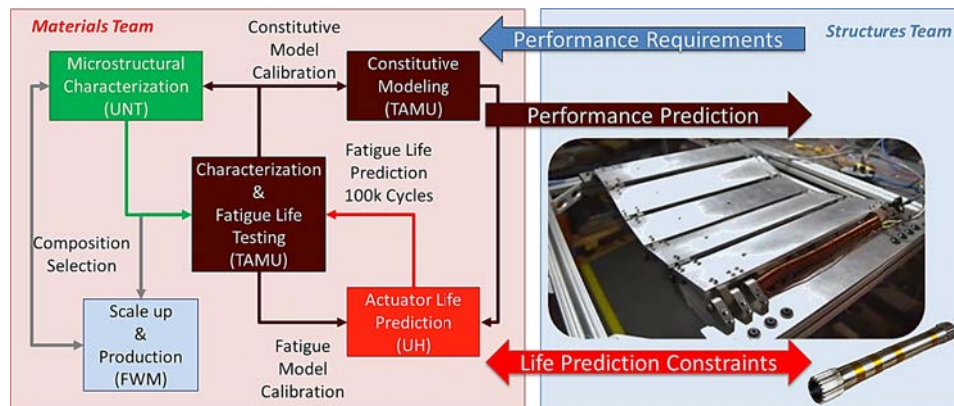 Materials Team
Constitutive
Model
Calibration
Performance Requirements
Structures Team
Microstructural
Characterization
(UNT)
Constitutive
Modeling
(TAMU)
Performance Prediction
Characterization
&
Fatigue Life
Testing
(TAMU)
Fatigue Life
Prediction
100k Cycles
Composition
Selection
Scale up
&
Production
(FWM)
Actuator Life
Prediction
(UH)
Fatigue
Model
Calibration
Life Prediction Constraints